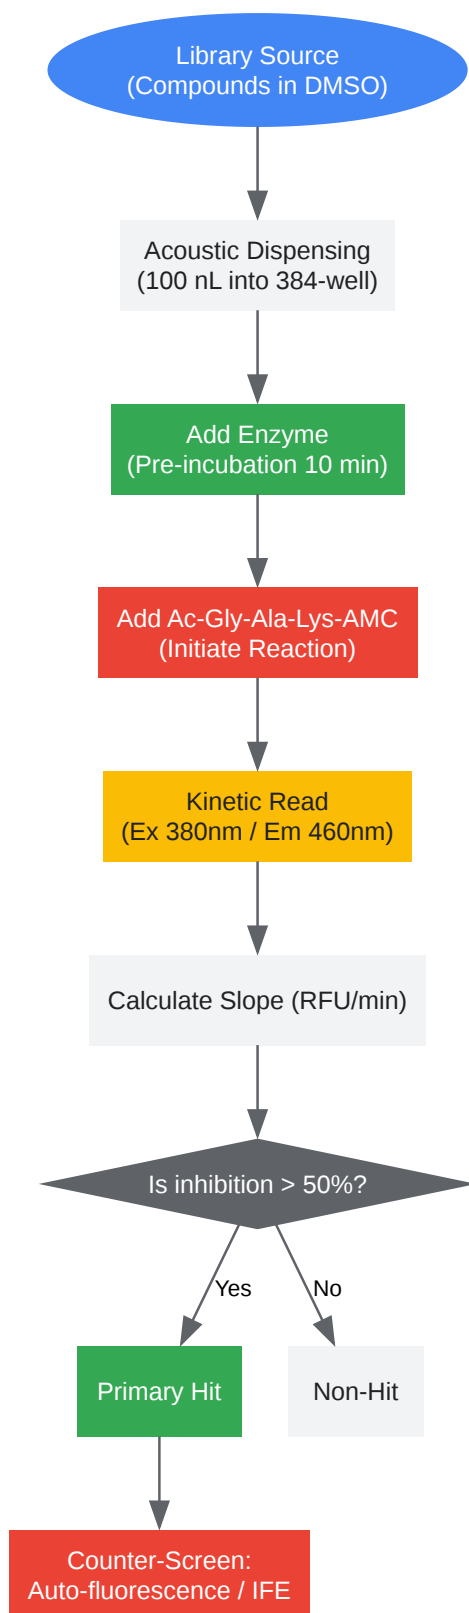 Library Source
(Compounds in DMSO)
Acoustic Dispensing
(100 nL into 384-well)
Add Enzyme
(Pre-incubation 10 min)
Add Ac-Gly-Ala-Lys-AMC
(Initiate Reaction)
Kinetic Read
(Ex 380nm / Em 460nm)
Calculate Slope (RFU/min)
Is inhibition > 50%?
Yes
No
Primary Hit
Non-Hit
Counter-Screen:
Auto-fluorescence / IFE